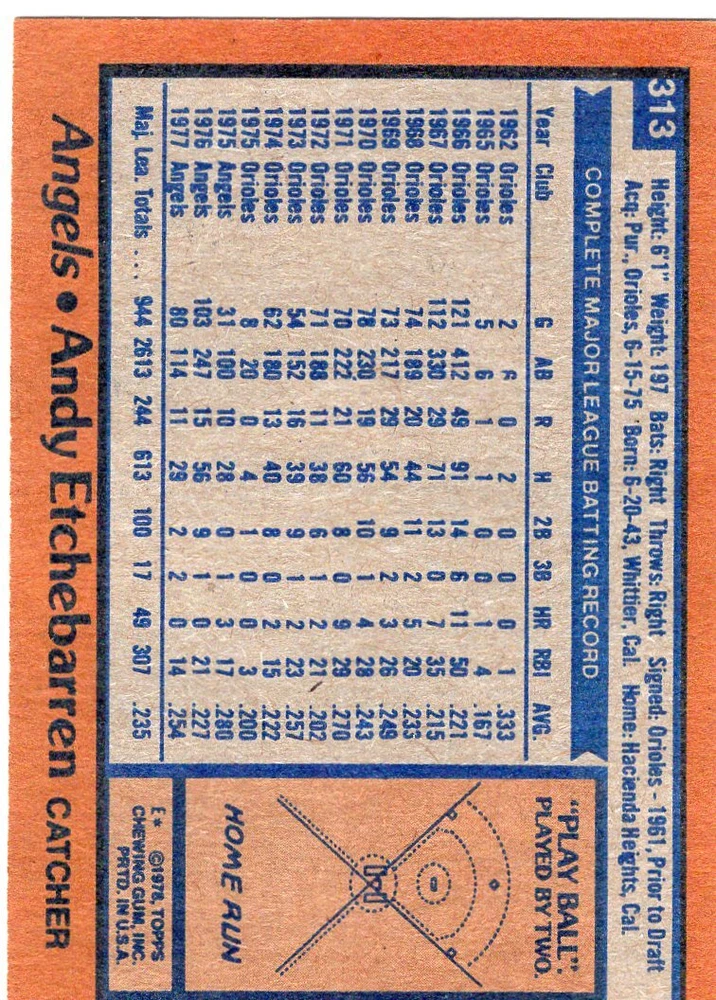 313
Height: 6'1" Weight: 197 Bats: Right Throws: Right Signed: Orioles - 1961, Prior to Draft
Acq: Pur., Orioles, 6-15-75 Born: 6-20-43, Whittier, Cal. Home: Hacienda Heights, Cal.
COMPLETE MAJOR LEAGUE BATTING RECORD
Year Club G AB R H 2B 3B HR RBI AVG.
1962 Orioles 2 6 0 2 0 0 0 1 .333
1965 Orioles 5 6 1 1 0 0 1 4 .167
1966 Orioles 121 412 49 91 14 6 11 50 .221
1967 Orioles 112 330 29 71 13 0 7 35 .215
1968 Orioles 74 189 20 44 11 2 5 20 .233
1969 Orioles 73 217 29 54 9 2 3 26 .249
1970 Orioles 78 230 19 56 10 1 4 28 .243
1971 Orioles 70 222 21 60 8 0 9 29 .270
1972 Orioles 71 188 11 38 6 1 2 21 .202
1973 Orioles 54 152 16 39 9 1 2 23 .257
1974 Orioles 62 180 13 40 8 0 2 15 .222
1975 Orioles 8 20 0 4 1 0 0 3 .200
1975 Angels 31 100 10 28 0 1 3 17 .280
1976 Angels 103 247 15 56 9 1 0 21 .227
1977 Angels 80 114 11 29 2 2 0 14 .254
Maj. Lea. Totals .... 944 2613 244 613 100 17 49 307 .235
"PLAY BALL"
PLAYED BY TWO.
HOME RUN
E* ©1978, TOPPS
CHEWING GUM, INC.
PRTD. IN U.S.A.
Angels • Andy Etchebarren CATCHER